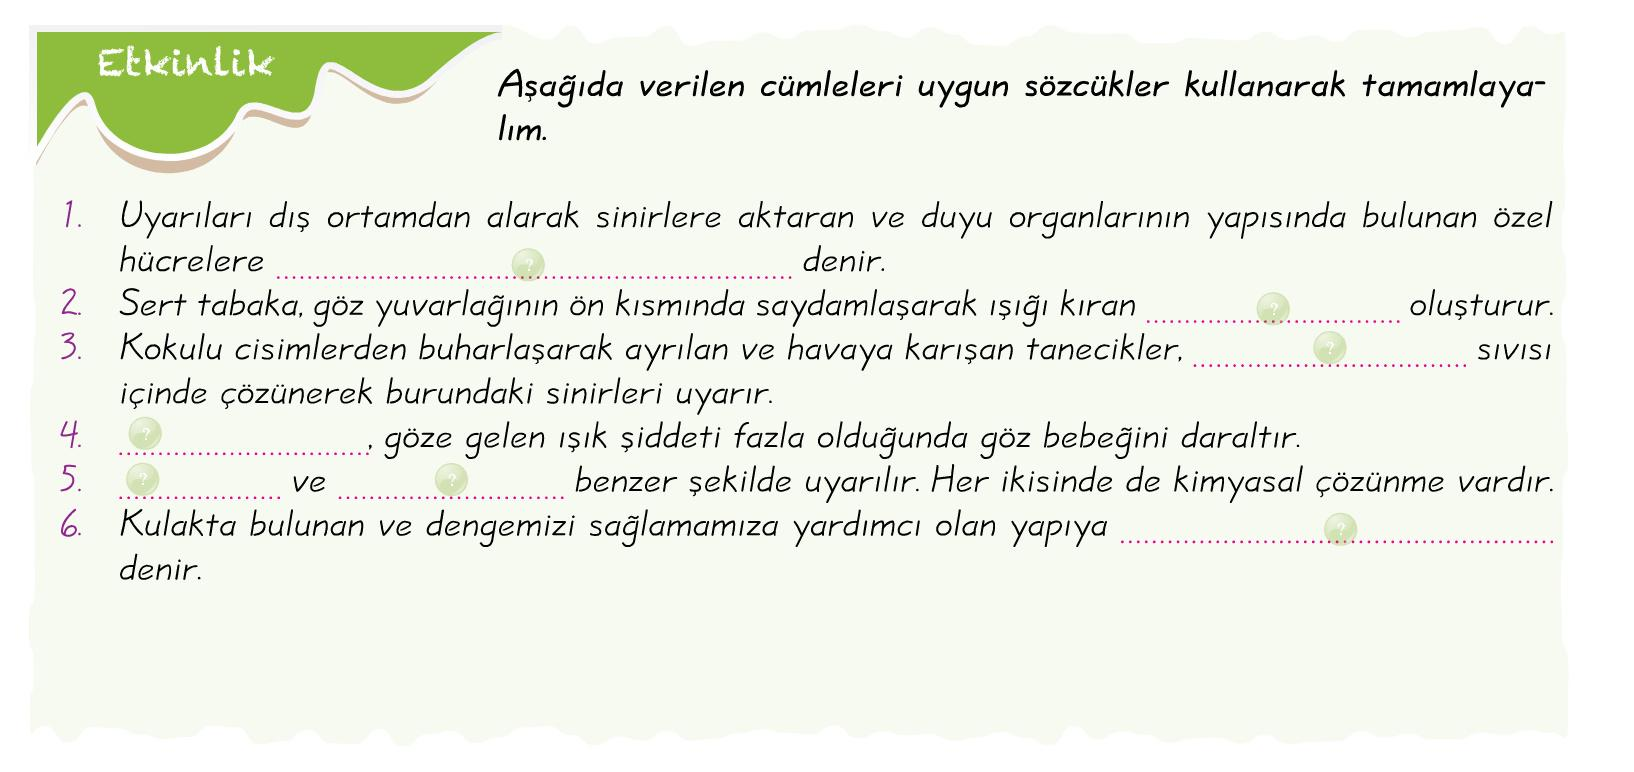 Etkinlik
Aşağıda verilen cümleleri uygun sözcükler kullanarak tamamlaya-
lım.
1. Uyarıları dış ortamdan alarak sinirlere aktaran ve duyu organlarının yapısında bulunan özel
hücrelere ........................ ? ........................ denir.
2. Sert tabaka, göz yuvarlağının ön kısmında saydamlaşarak ışığı kıran ............ ? ............ oluşturur.
3. Kokulu cisimlerden buharlaşarak ayrılan ve havaya karışan tanecikler, ............ ? ............ sıvısı
içinde çözünerek burundaki sinirleri uyarır.
4. ? ........................, göze gelen ışık şiddeti fazla olduğunda göz bebeğini daraltır.
5. ? ............ ve ............ ? ............ benzer şekilde uyarılır. Her ikisinde de kimyasal çözünme vardır.
6. Kulakta bulunan ve dengemizi sağlamamıza yardımcı olan yapıya .................... ? ....................
denir.